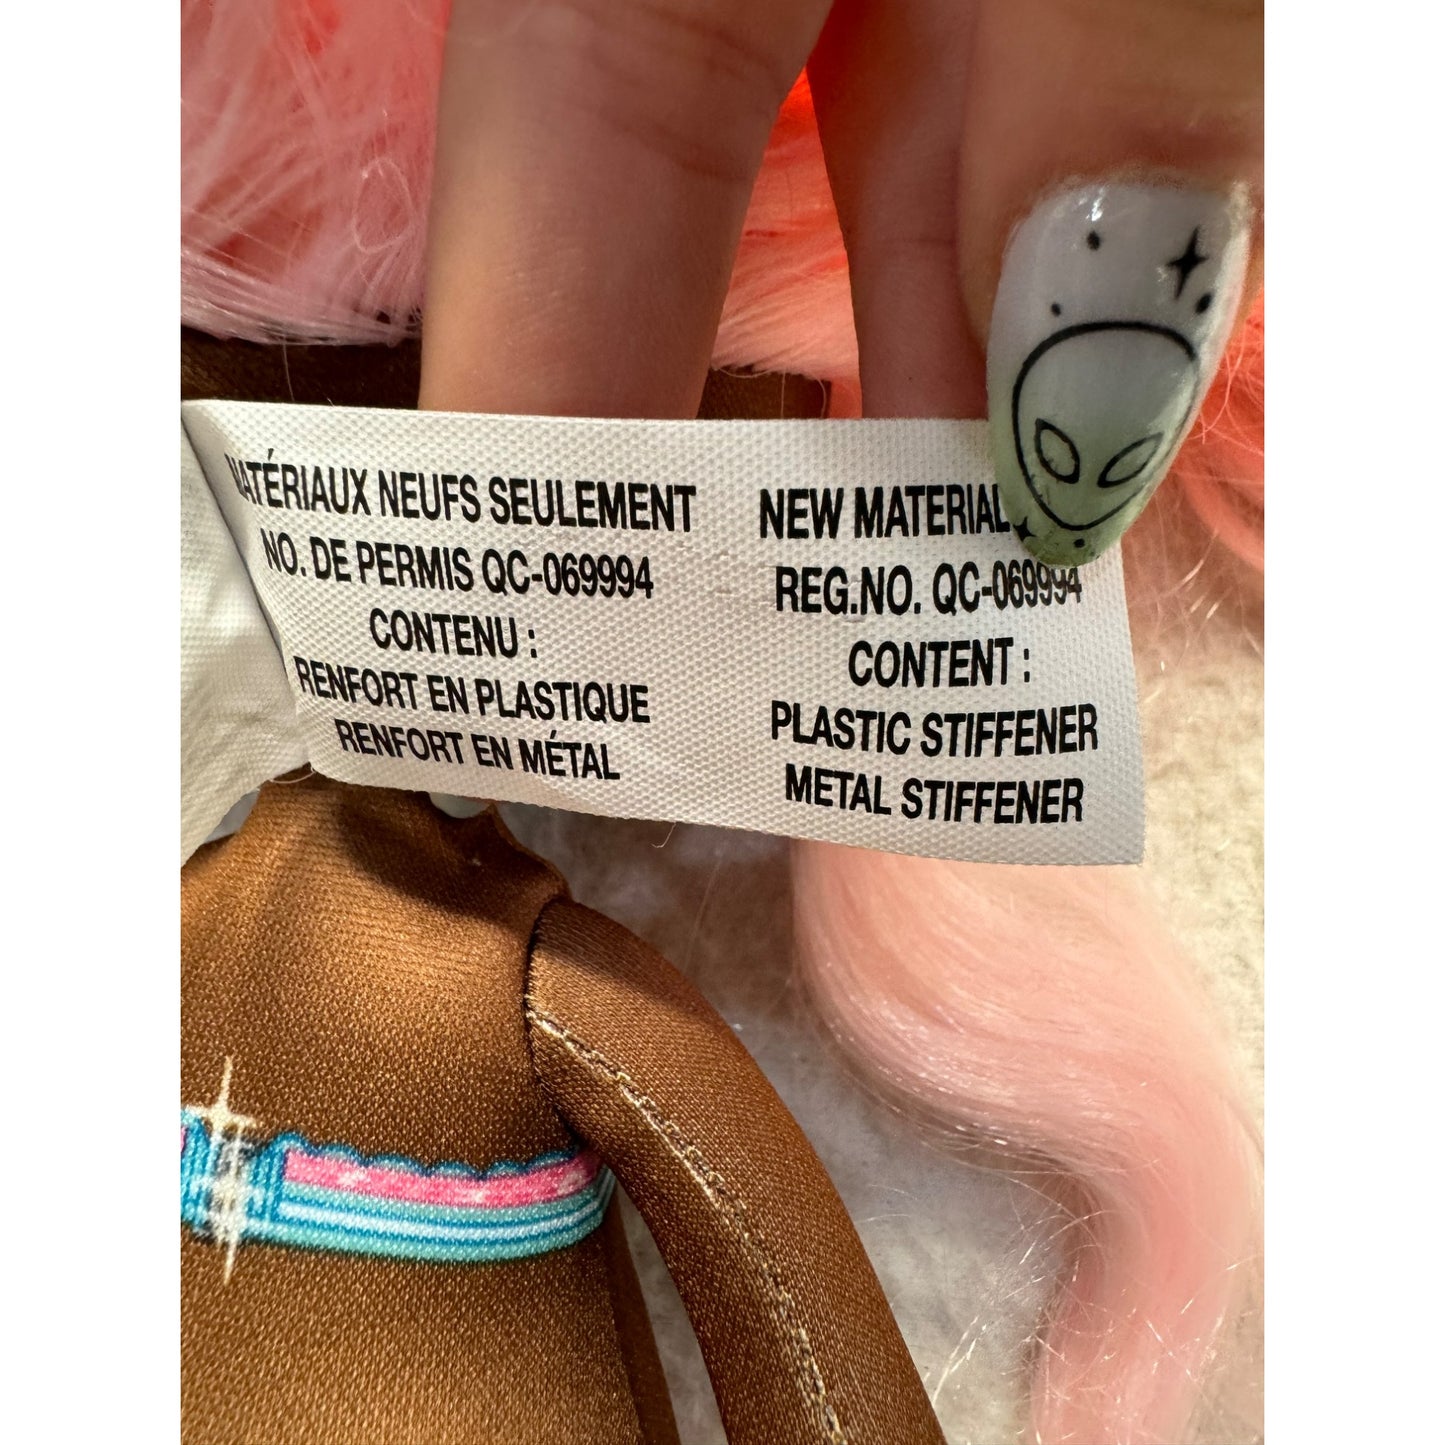 MATÉRIAUX NEUFS SEULEMENT
NO. DE PERMIS QC-069994
CONTENU :
RENFORT EN PLASTIQUE
RENFORT EN MÉTAL
NEW MATERIAL
REG.NO. QC-069994
CONTENT :
PLASTIC STIFFENER
METAL STIFFENER